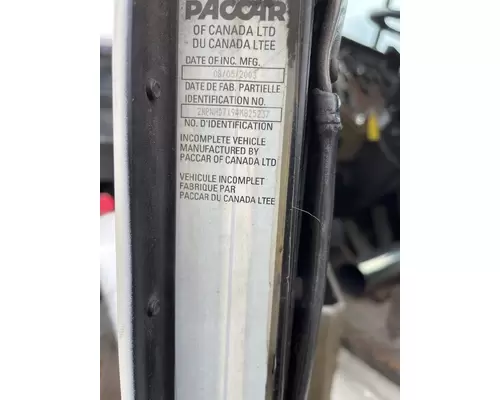 PACCAR
OF CANADA LTD
DU CANADA LTEE
DATE OF INC. MFG.
DATE DE FAB. PARTIELLE
IDENTIFICATION NO.
NO. D'IDENTIFICATION
INCOMPLETE VEHICLE
MANUFACTURED BY
PACCAR OF CANADA LTD
VEHICULE INCOMPLET
FABRIQUE PAR
PACCAR DU CANADA LTEE